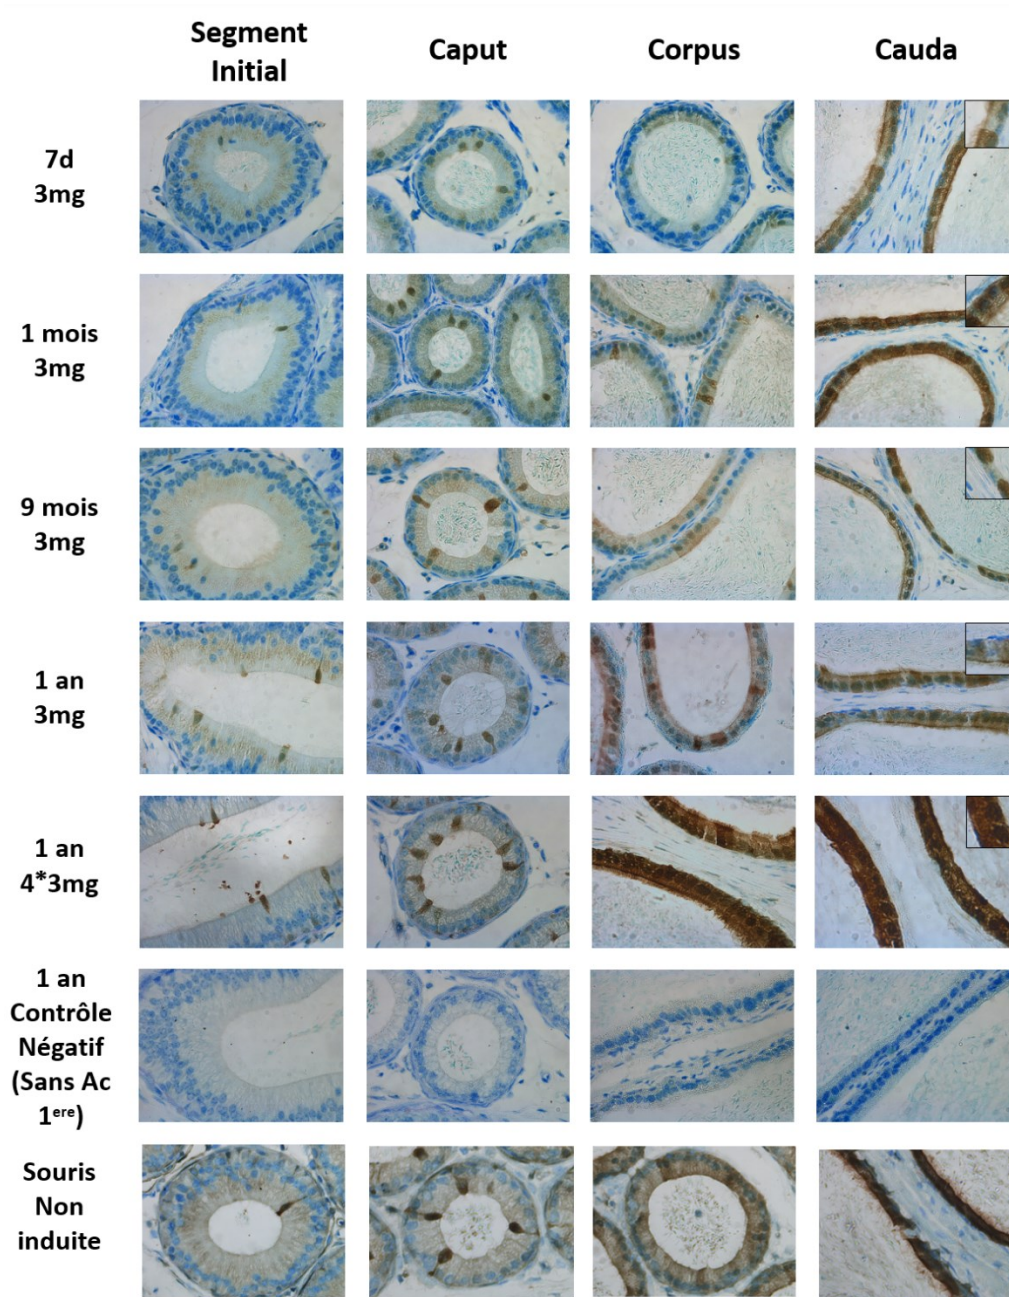 Segment
Initial
Caput
Corpus
Cauda
7d
3mg
1 mois
3mg
9 mois
3mg
1 an
3mg
1 an
4*3mg
1 an
Contrôle
Négatif
(Sans Ac
1ere)
Souris
Non
induite